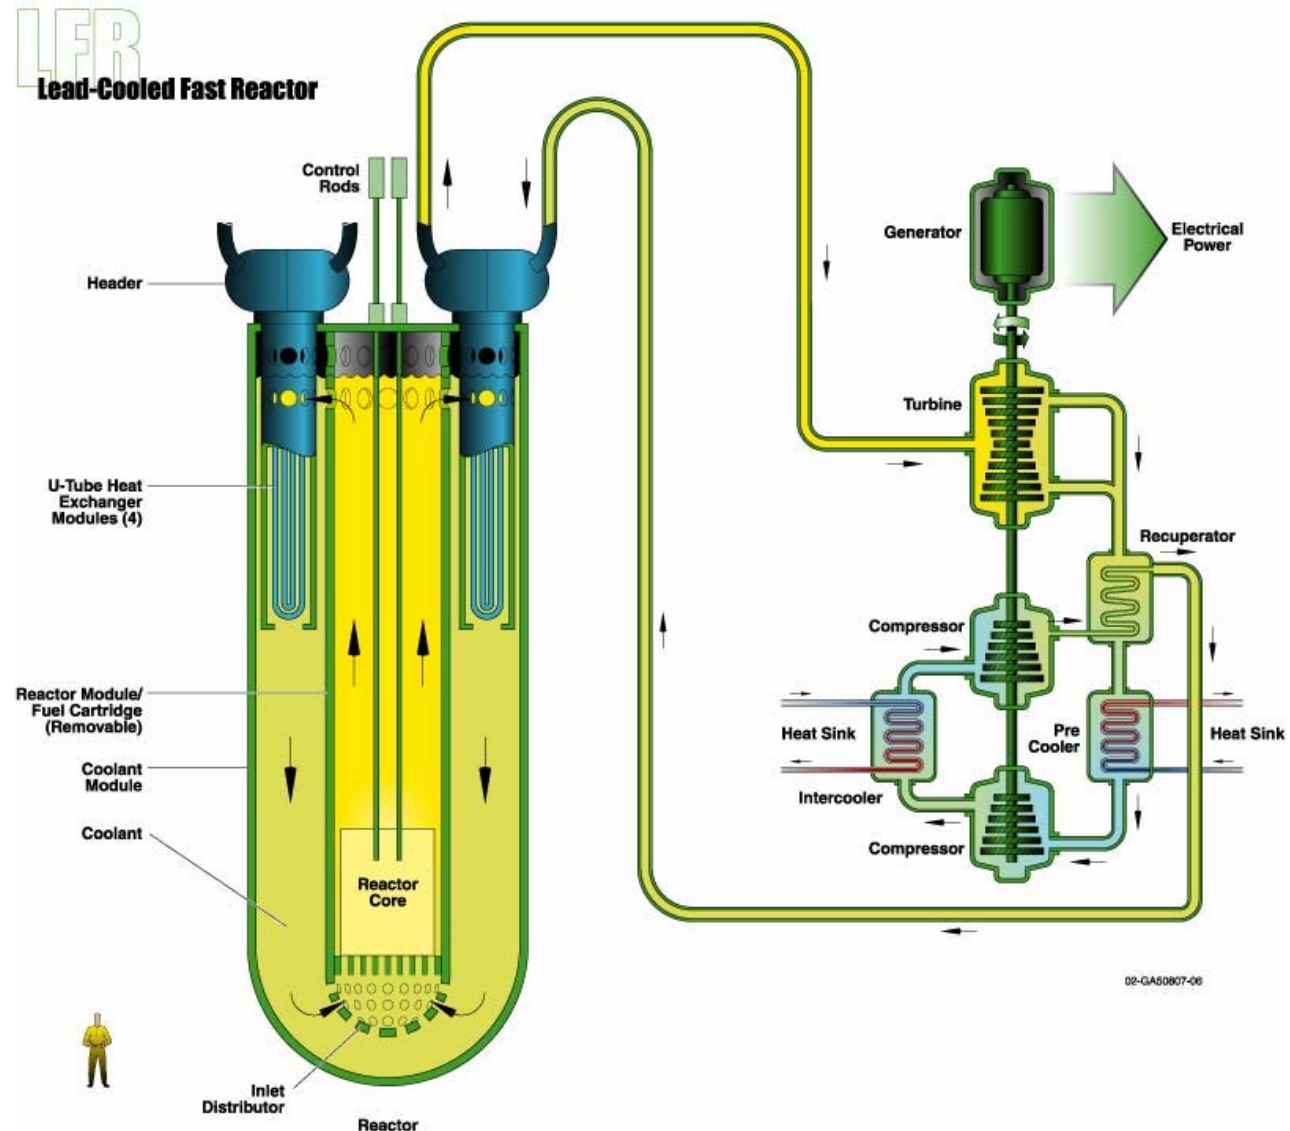 LFR
Lead-Cooled Fast Reactor
Control
Rods
Header
Generator
Electrical
Power
Turbine
U-Tube Heat
Exchanger
Modules (4)
Recuperator
Compressor
Reactor Module/
Fuel Cartridge
(Removable)
Heat Sink
Pre
Cooler
Heat Sink
Coolant
Module
Intercooler
Coolant
Compressor
Reactor
Core
02-GA50807-06
Inlet
Distributor
Reactor